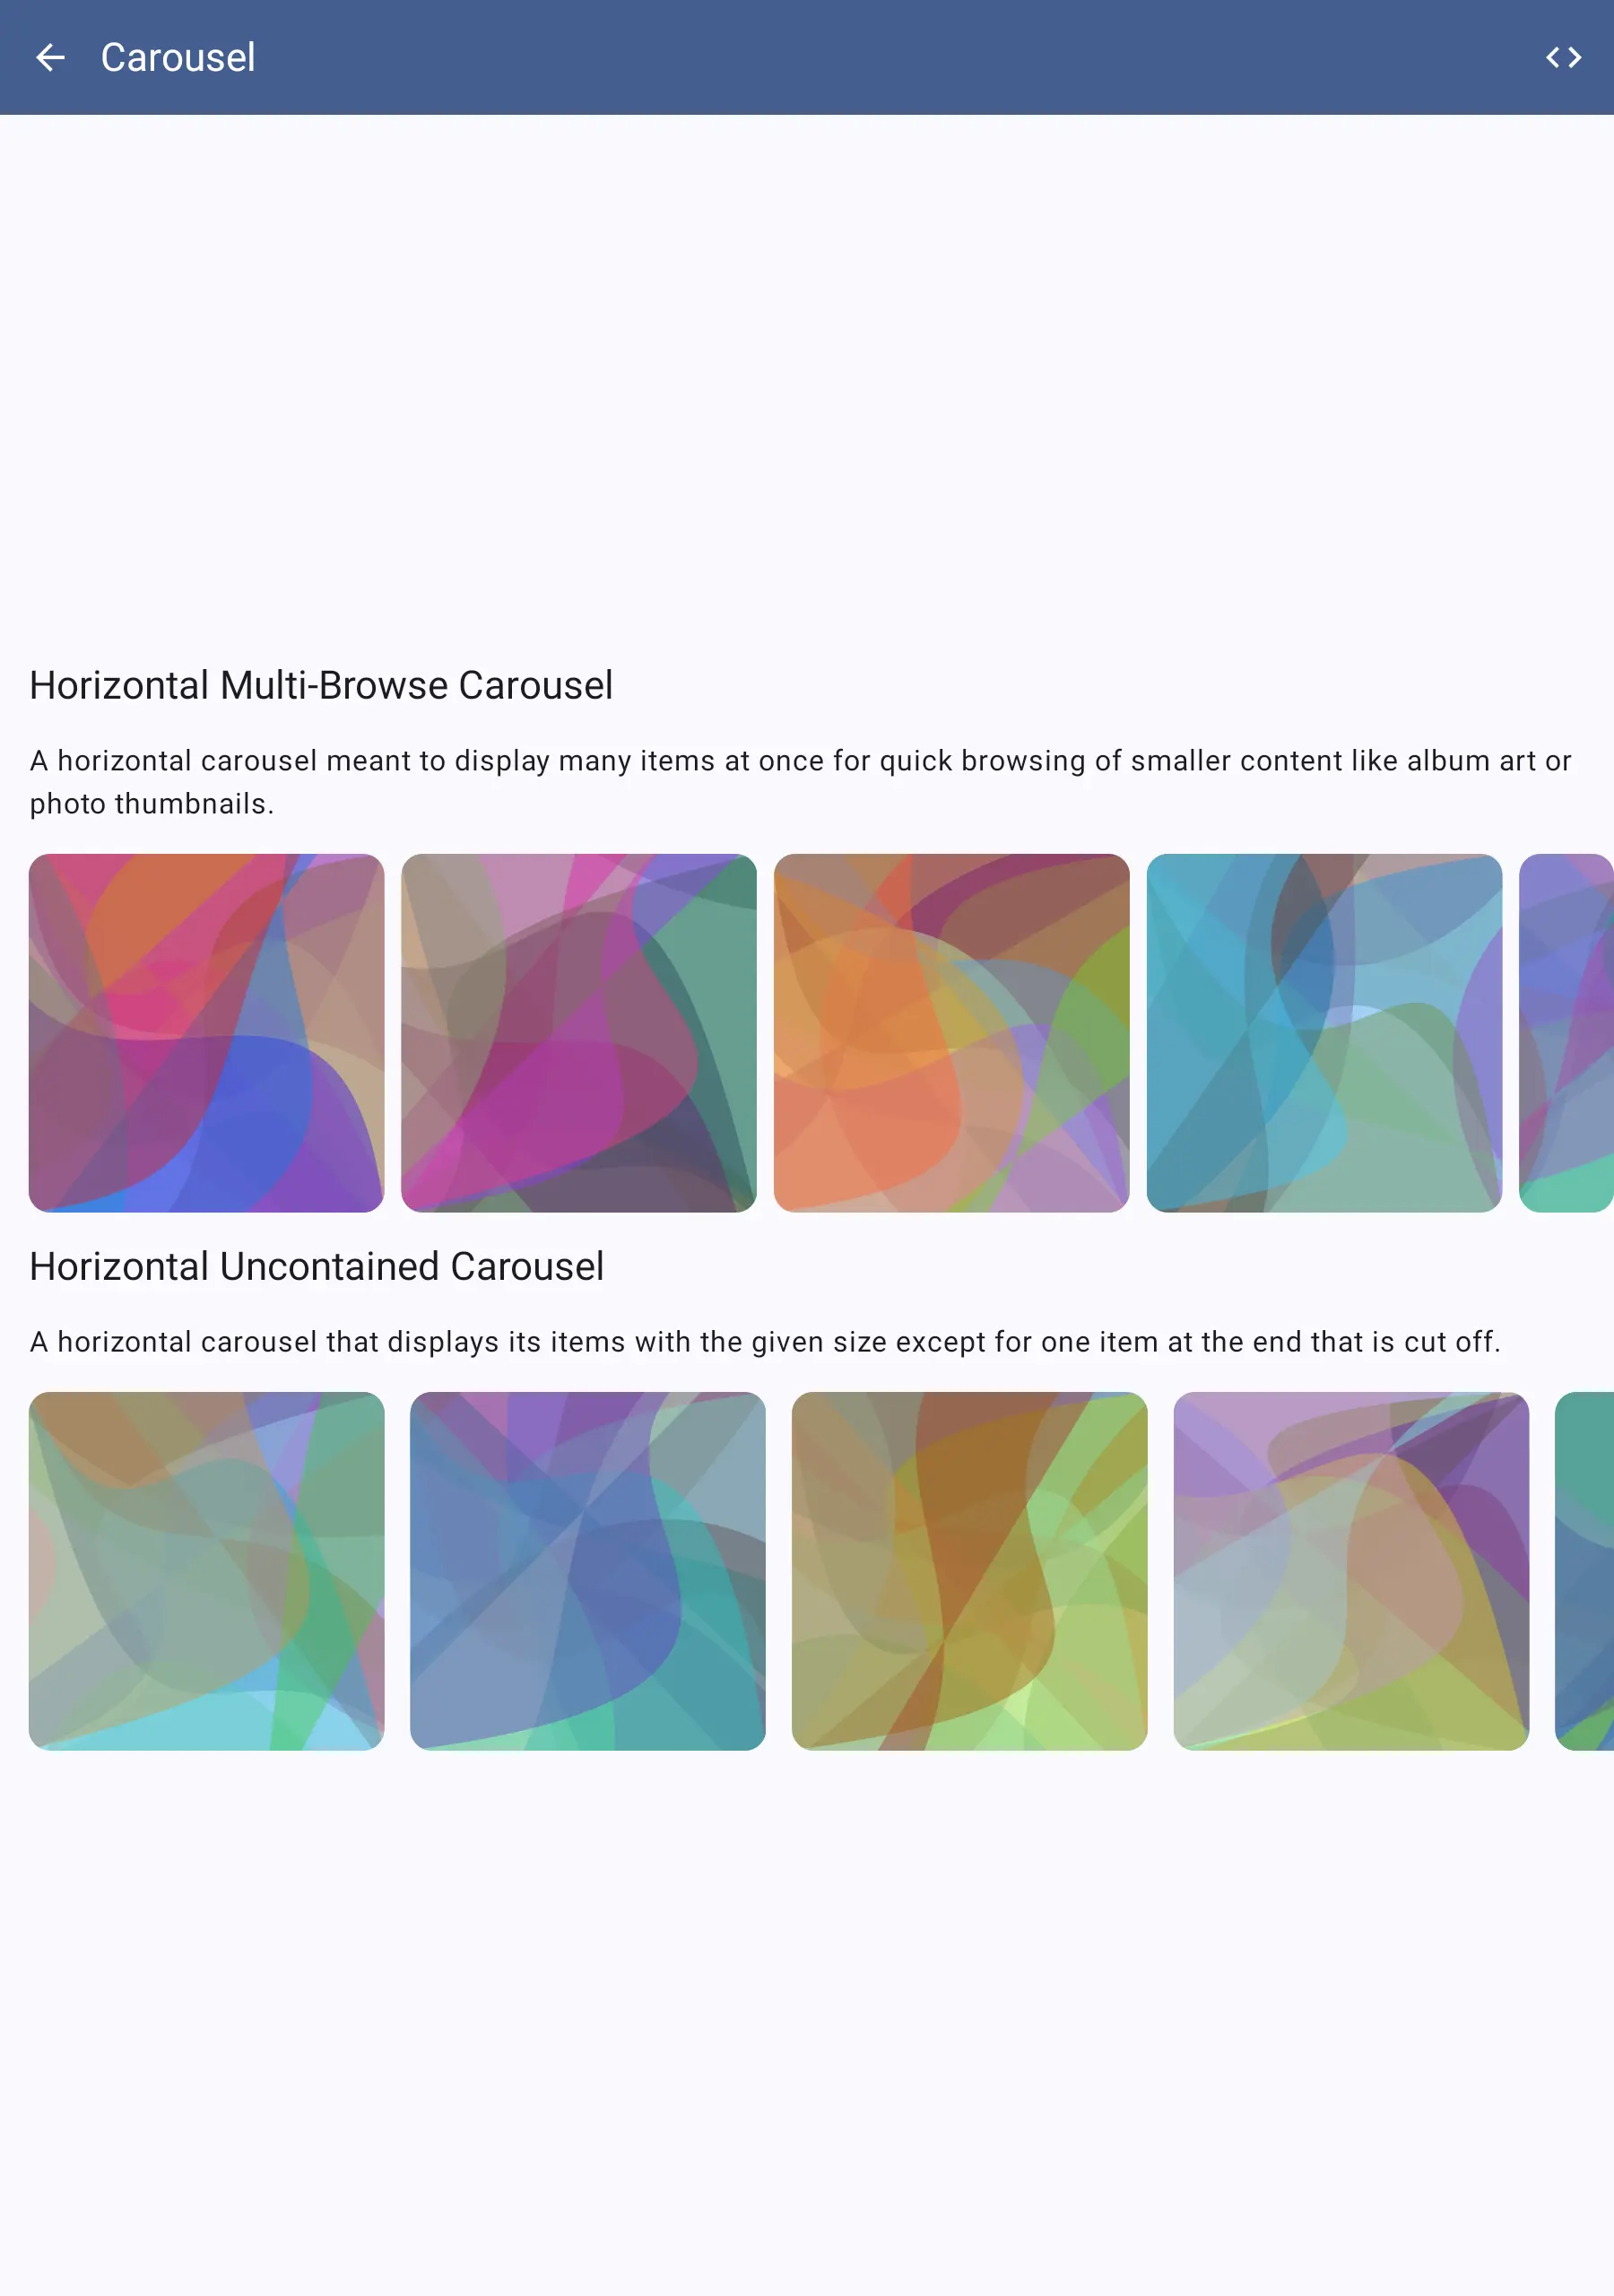 Carousel
Horizontal Multi-Browse Carousel
A horizontal carousel meant to display many items at once for quick browsing of smaller content like album art or
photo thumbnails.
Horizontal Uncontained Carousel
A horizontal carousel that displays its items with the given size except for one item at the end that is cut off.